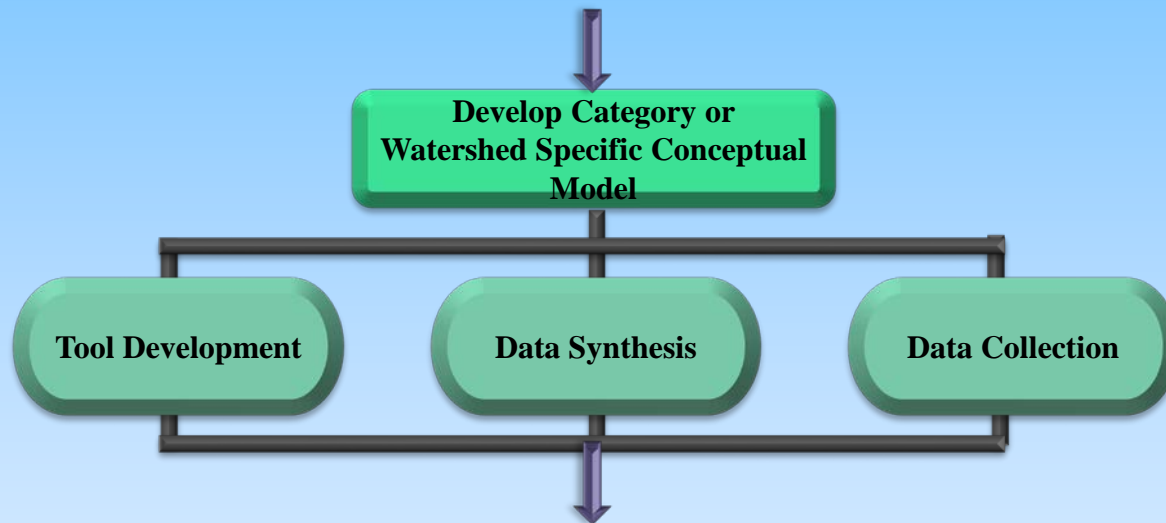 Develop Category or
Watershed Specific Conceptual
Model
Tool Development
Data Synthesis
Data Collection